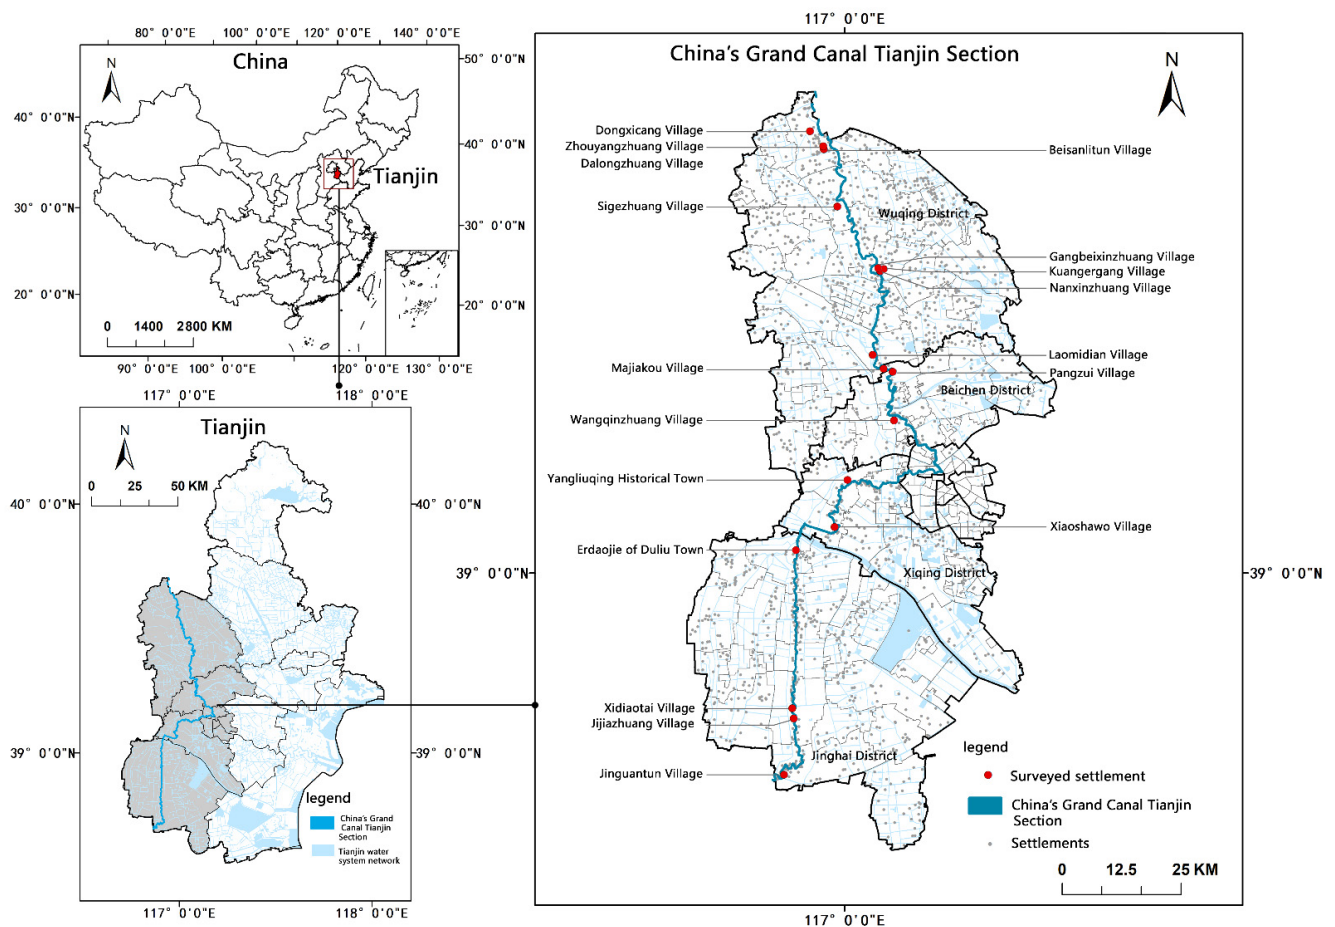 80° 0'0"E
100° 0'0"E
120° 0'0"E
140° 0'0"E
China
N
50° 0'0"N
40° 0'0"N
40° 0'0"N
30° 0'0"N
30° 0'0"N
20° 0'0"N
20° 0'0"N
Tianjin
0 1400 2800 KM
90° 0'0"E
100° 0'0"E
120° 0'0"E
130° 0'0"E
117° 0'0"E
118° 0'0"E
Tianjin
N
0 25 50 KM
40° 0'0"N
40° 0'0"N
39° 0'0"N
39° 0'0"N
legend
China's Grand
Canal Tianjin
Section
Tianjin water
system network
117° 0'0"E
118° 0'0"E
117° 0'0"E
China's Grand Canal Tianjin Section
N
Dongxicang Village
Zhouyangzhuang Village
Beisanlitun Village
Dalongzhuang Village
Sigezhuang Village
Wuqing District
Gangbeixinzhuang Village
Kuangergang Village
Nanxinzhuang Village
Laomidian Village
Majiakou Village
Pangzui Village
Beichen District
Wangqinzhuang Village
Yangliuqing Historical Town
Xiaoshawo Village
Erdaojie of Duliu Town
39° 0'0"N
39° 0'0"N
Xiqing District
Xidiaotai Village
Jijiazhuang Village
Jinghai District
Jinguantun Village
legend
Surveyed settlement
China's Grand Canal Tianjin
Section
Settlements
0 12.5 25 KM
117° 0'0"E